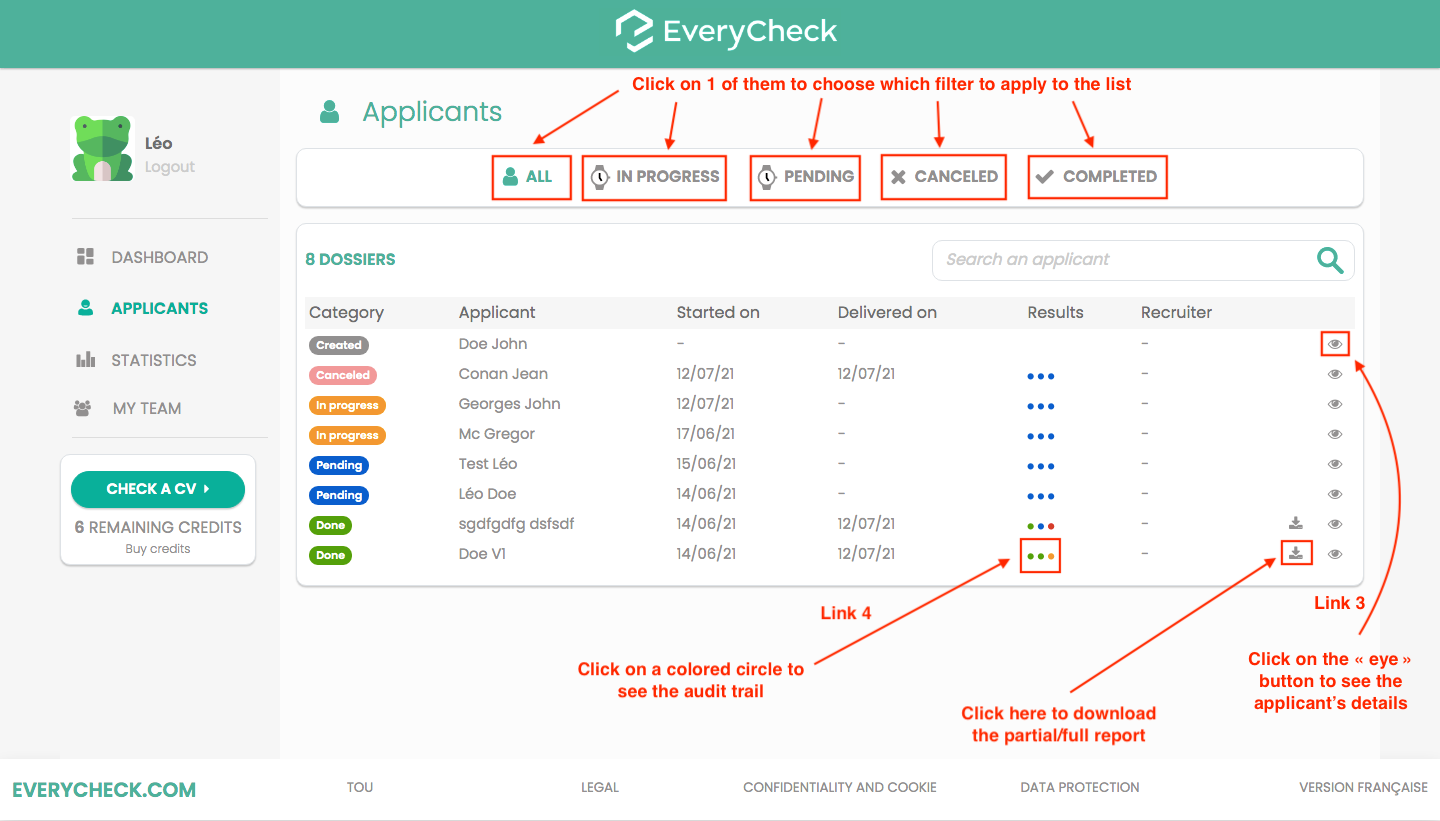 EveryCheck
Click on 1 of them to choose which filter to apply to the list
Applicants
Léo
Logout
ALL
IN PROGRESS
PENDING
CANCELED
COMPLETED
DASHBOARD
APPLICANTS
STATISTICS
MY TEAM
CHECK A CV
6 REMAINING CREDITS
Buy credits
8 DOSSIERS
Search an applicant
Category Applicant Started on Delivered on Results Recruiter
Created Doe John - - -
Canceled Conan Jean 12/07/21 12/07/21 -
In progress Georges John 12/07/21 - -
In progress Mc Gregor 17/06/21 - -
Pending Test Léo 15/06/21 - -
Pending Léo Doe 14/06/21 - -
Done sgdfgdfg dsfsdf 14/06/21 12/07/21 -
Done Doe V1 14/06/21 12/07/21 -
Link 4
Click on a colored circle to
see the audit trail
Click here to download
the partial/full report
Link 3
Click on the « eye »
button to see the
applicant's details
EVERYCHECK.COM
TOU
LEGAL
CONFIDENTIALITY AND COOKIE
DATA PROTECTION
VERSION FRANÇAISE